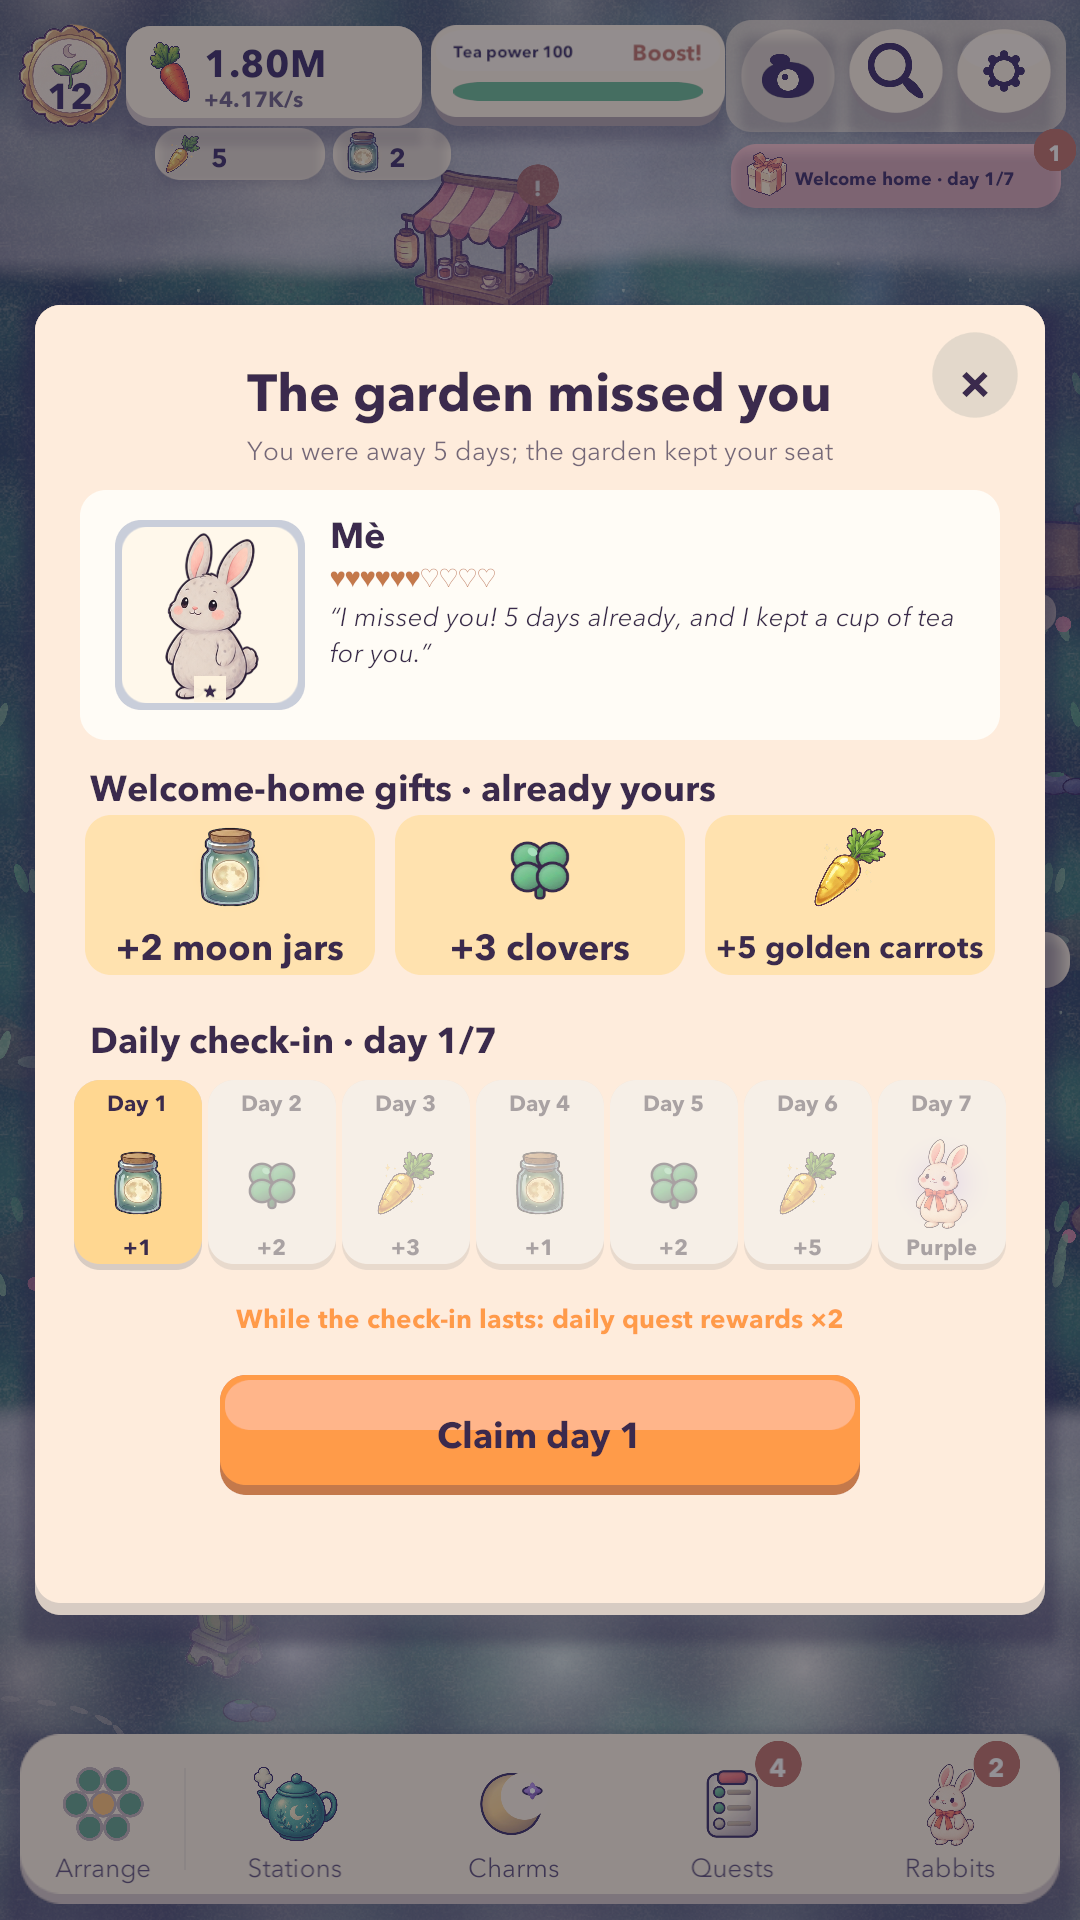 12
1.80M
+4.17K/s
Tea power 100
Boost!
5
2
!
Welcome home · day 1/7
1
The garden missed you
×
You were away 5 days; the garden kept your seat
Mè
♥♥♥♥♥♥♡♡♡♡
“I missed you! 5 days already, and I kept a cup of tea
for you.”
Welcome-home gifts · already yours
+2 moon jars
+3 clovers
+5 golden carrots
Daily check-in · day 1/7
Day 1
Day 2
Day 3
Day 4
Day 5
Day 6
Day 7
+1
+2
+3
+1
+2
+5
Purple
While the check-in lasts: daily quest rewards ×2
Claim day 1
4
2
Arrange
Stations
Charms
Quests
Rabbits